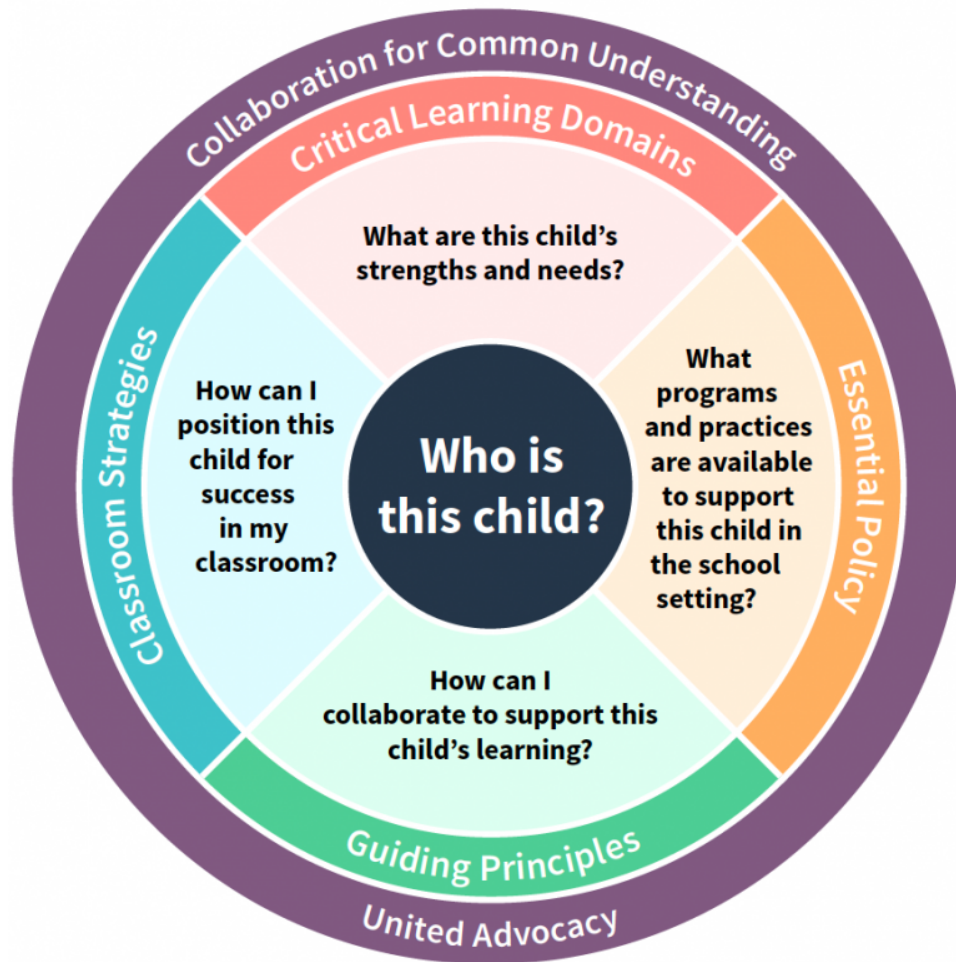 Collaboration for Common Understanding
Critical Learning Domains
What are this child's
strengths and needs?
Classroom Strategies
How can I
position this
child for
success
in my
classroom?
Who is
this child?
What
programs
and practices
are available
to support
this child in
the school
setting?
Essential Policy
How can I
collaborate to support this
child's learning?
Guiding Principles
United Advocacy